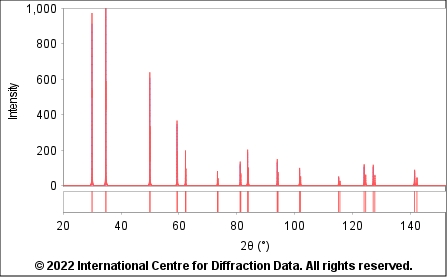 1,000
800
600
400
200
0
Intensity
20 40 60 80 100 120 140
2θ (°)
© 2022 International Centre for Diffraction Data. All rights reserved.